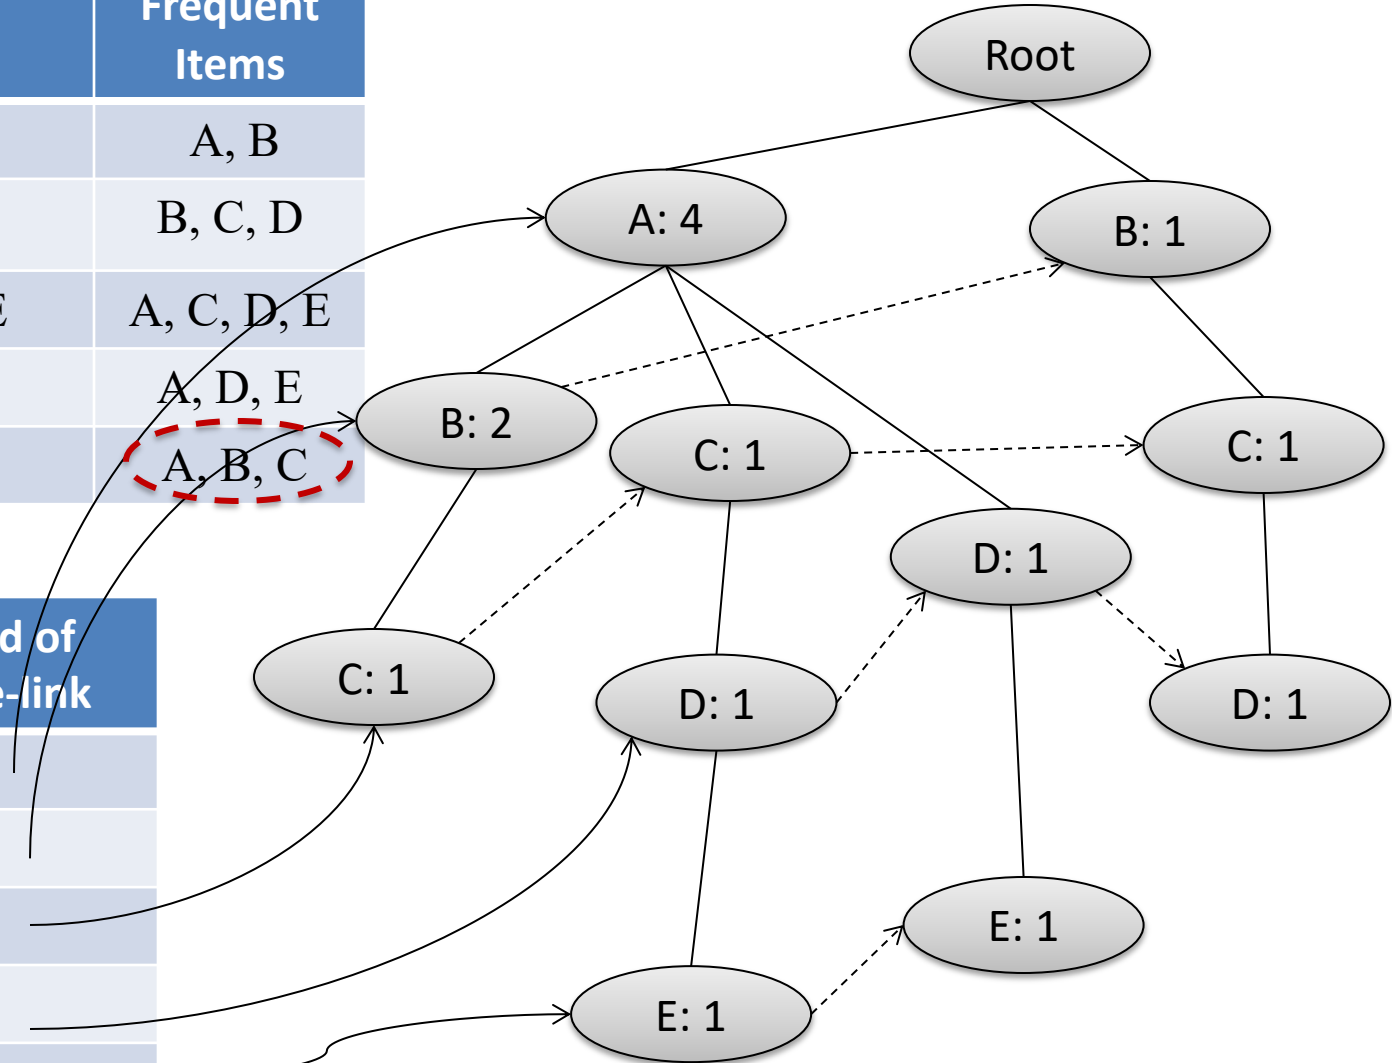 Frequent
Items
A, B
B, C, D
E
A, C, D, E
A, D, E
A, B, C
Root
A: 4
B: 1
B: 2
C: 1
C: 1
D: 1
C: 1
D: 1
D: 1
E: 1
E: 1
d of
e-link